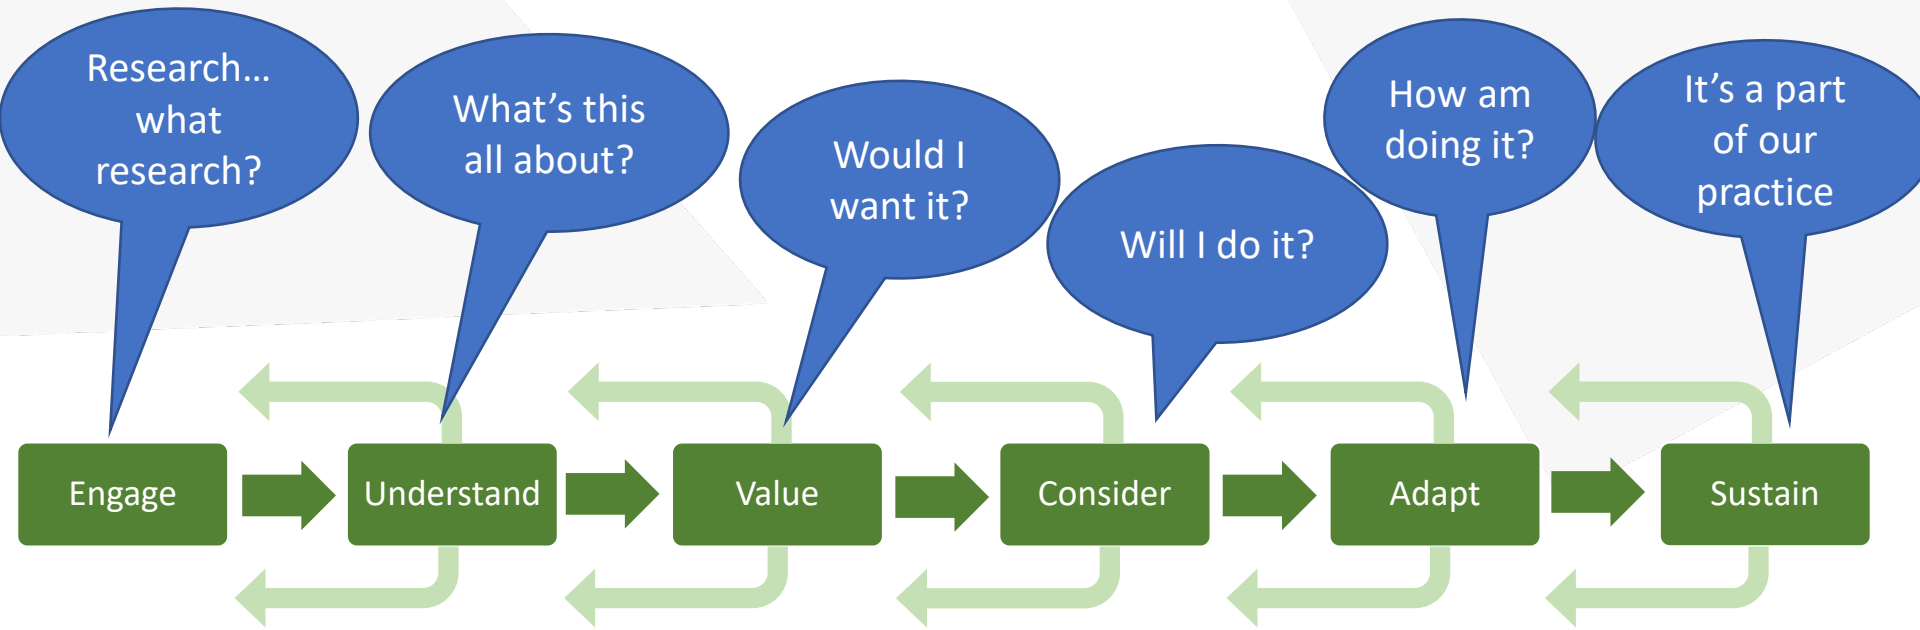 Research…
what
research?
What’s this
all about?
Would I
want it?
Will I do it?
How am
doing it?
It’s a part
of our
practice
Engage
Understand
Value
Consider
Adapt
Sustain